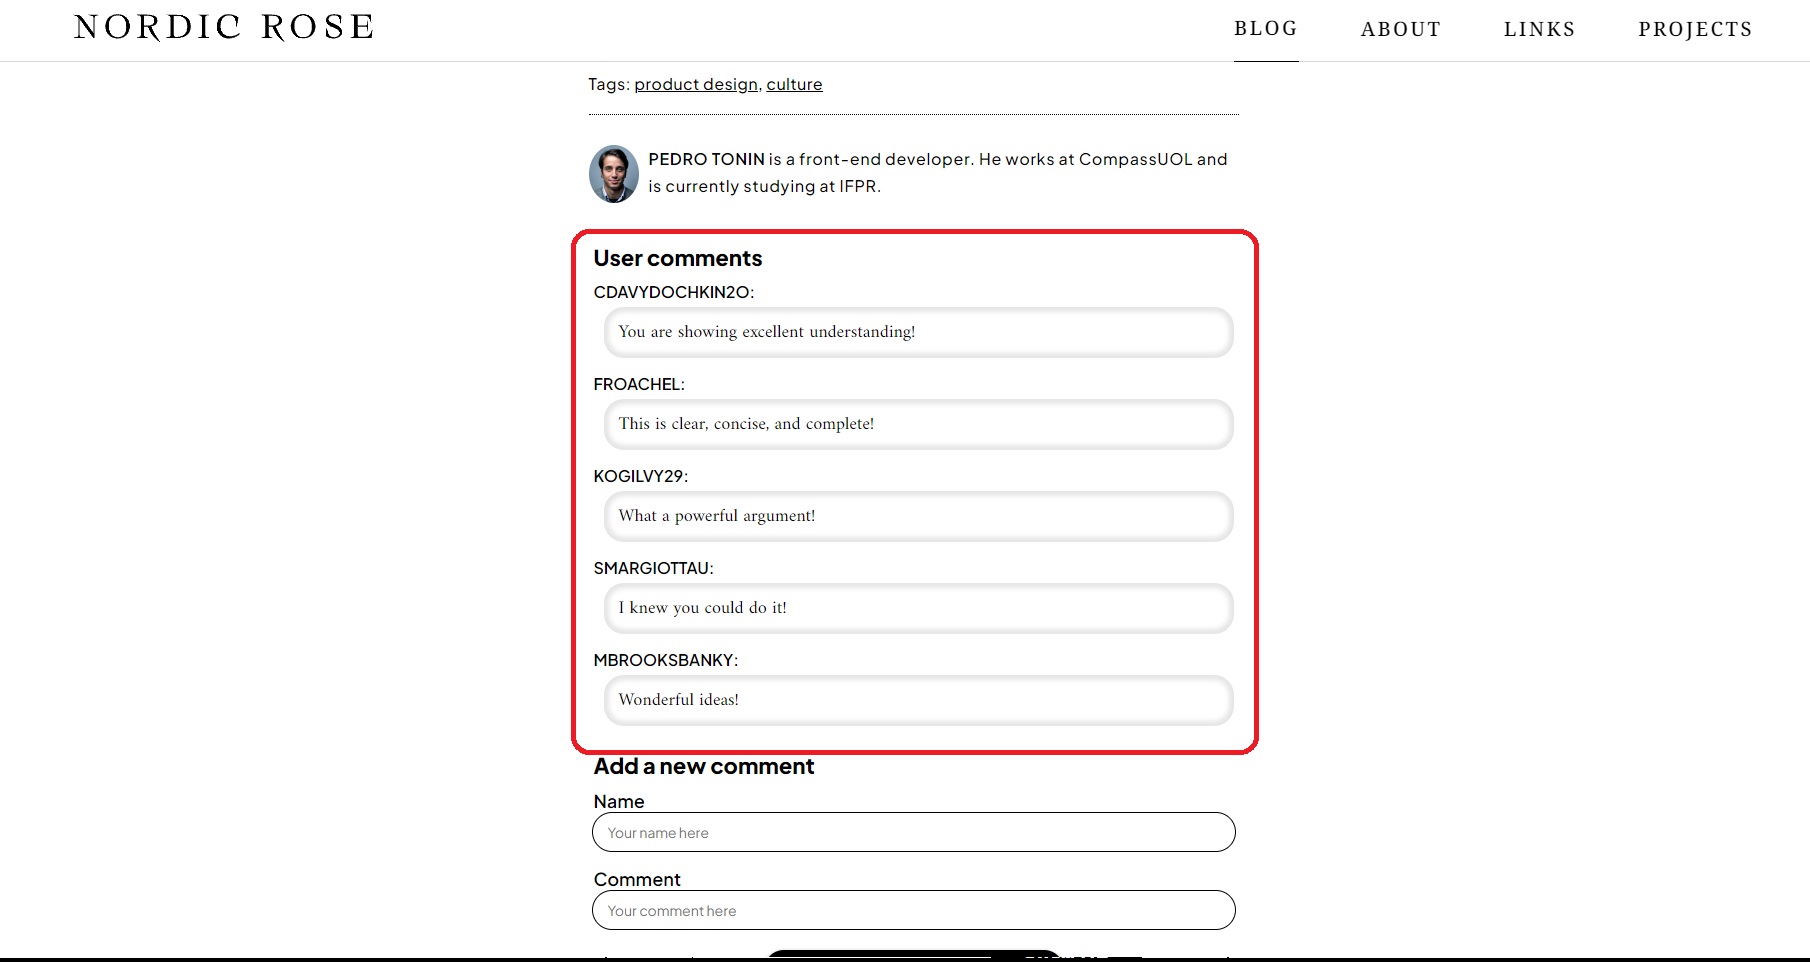 NORDIC ROSE
BLOG ABOUT LINKS PROJECTS
Tags: product design, culture
PEDRO TONIN is a front-end developer. He works at CompassUOL and
is currently studying at IFPR.
User comments
CDAVYDOCHKIN2O:
You are showing excellent understanding!
FROACHEL:
This is clear, concise, and complete!
KOGILVY29:
What a powerful argument!
SMARGIOTTAU:
I knew you could do it!
MBROOKSBANKY:
Wonderful ideas!
Add a new comment
Name
Your name here
Comment
Your comment here